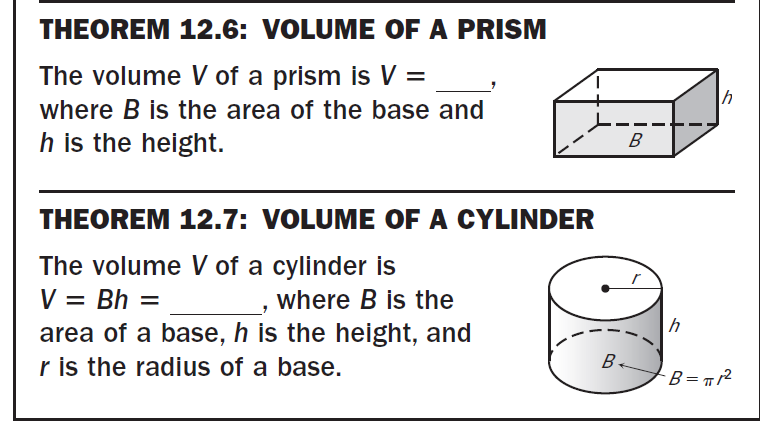 THEOREM 12.6: VOLUME OF A PRISM
The volume V of a prism is V = ____,
where B is the area of the base and
h is the height.
h
B
THEOREM 12.7: VOLUME OF A CYLINDER
The volume V of a cylinder is
V = Bh = _______, where B is the
area of a base, h is the height, and
r is the radius of a base.
r
h
B
B = πr²